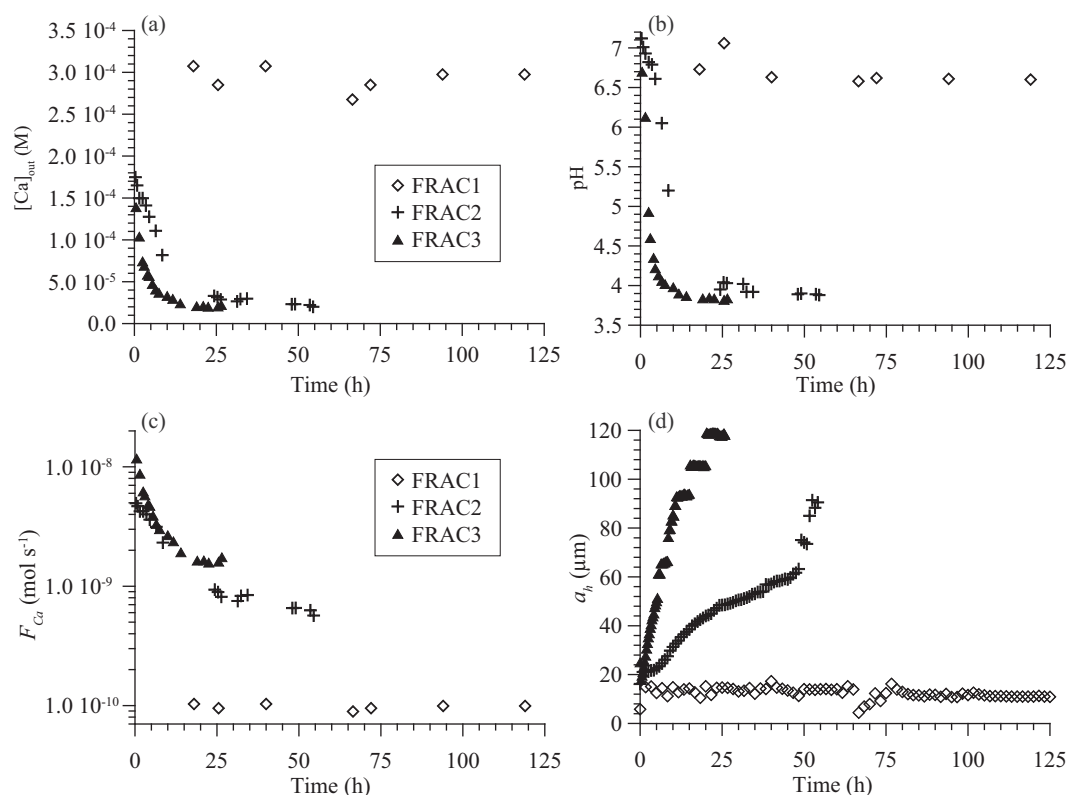 (a)
3.5 10-4
3.0 10-4
2.5 10-4
2.0 10-4
1.5 10-4
1.0 10-4
5.0 10-5
0.0
[Ca]out (M)
FRAC1
FRAC2
FRAC3
0 25 50 75 100 125
Time (h)
(b)
7
6.5
6
5.5
5
4.5
4
3.5
pH
0 25 50 75 100 125
Time (h)
(c)
1.0 10-8
1.0 10-9
1.0 10-10
FCa (mol s-1)
FRAC1
FRAC2
FRAC3
0 25 50 75 100 125
Time (h)
(d)
120
100
80
60
40
20
0
ah (μm)
0 25 50 75 100 125
Time (h)